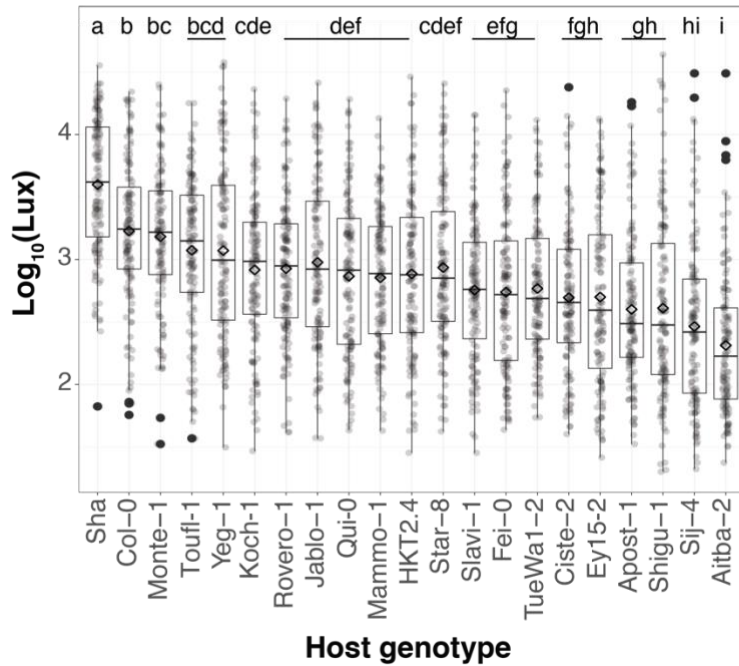 a b bc bcd cde def cdef efg fgh gh hi i
4
3
2
Log10(Lux)
Sha
Col-0
Monte-1
Toufl-1
Yeg-1
Koch-1
Rovero-1
Jablo-1
Qui-0
Mammo-1
HKT2.4
Star-8
Slavi-1
Fei-0
TueWa1-2
Ciste-2
Ey15-2
Apost-1
Shigu-1
Sij-4
Aitba-2
Host genotype